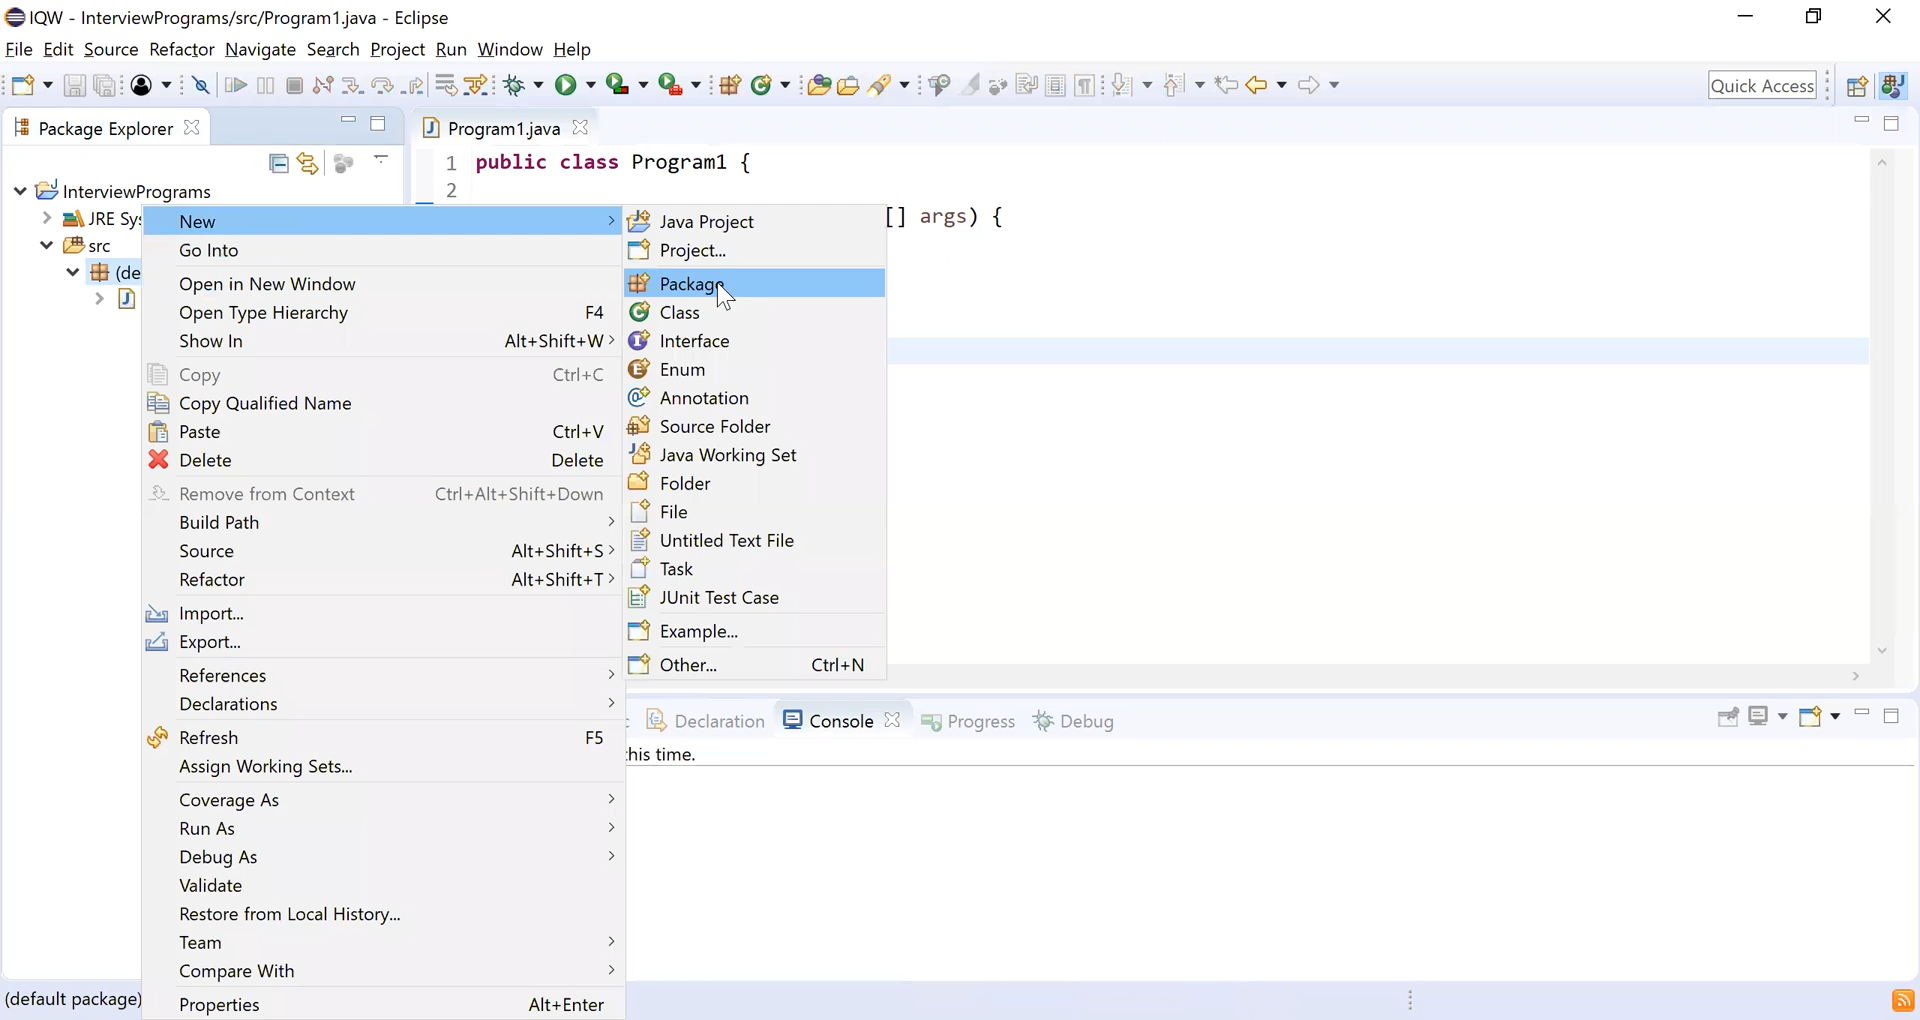 IQW - InterviewPrograms/src/Program1.java - Eclipse
File Edit Source Refactor Navigate Search Project Run Window Help
Quick Access
Package Explorer
Program1.java
1 public class Program1 {
2
InterviewPrograms
JRE Sy
[] args) {
src
(de
New
Go Into
Open in New Window
Open Type Hierarchy F4
Show In Alt+Shift+W
Copy Ctrl+C
Copy Qualified Name
Paste Ctrl+V
Delete Delete
Remove from Context Ctrl+Alt+Shift+Down
Build Path
Source Alt+Shift+S
Refactor Alt+Shift+T
Import...
Export...
References
Declarations
Refresh F5
Assign Working Sets...
Coverage As
Run As
Debug As
Validate
Restore from Local History...
Team
Compare With
Properties Alt+Enter
Java Project
Project...
Package
Class
Interface
Enum
Annotation
Source Folder
Java Working Set
Folder
File
Untitled Text File
Task
JUnit Test Case
Example...
Other... Ctrl+N
Declaration Console Progress Debug
this time.
(default package)